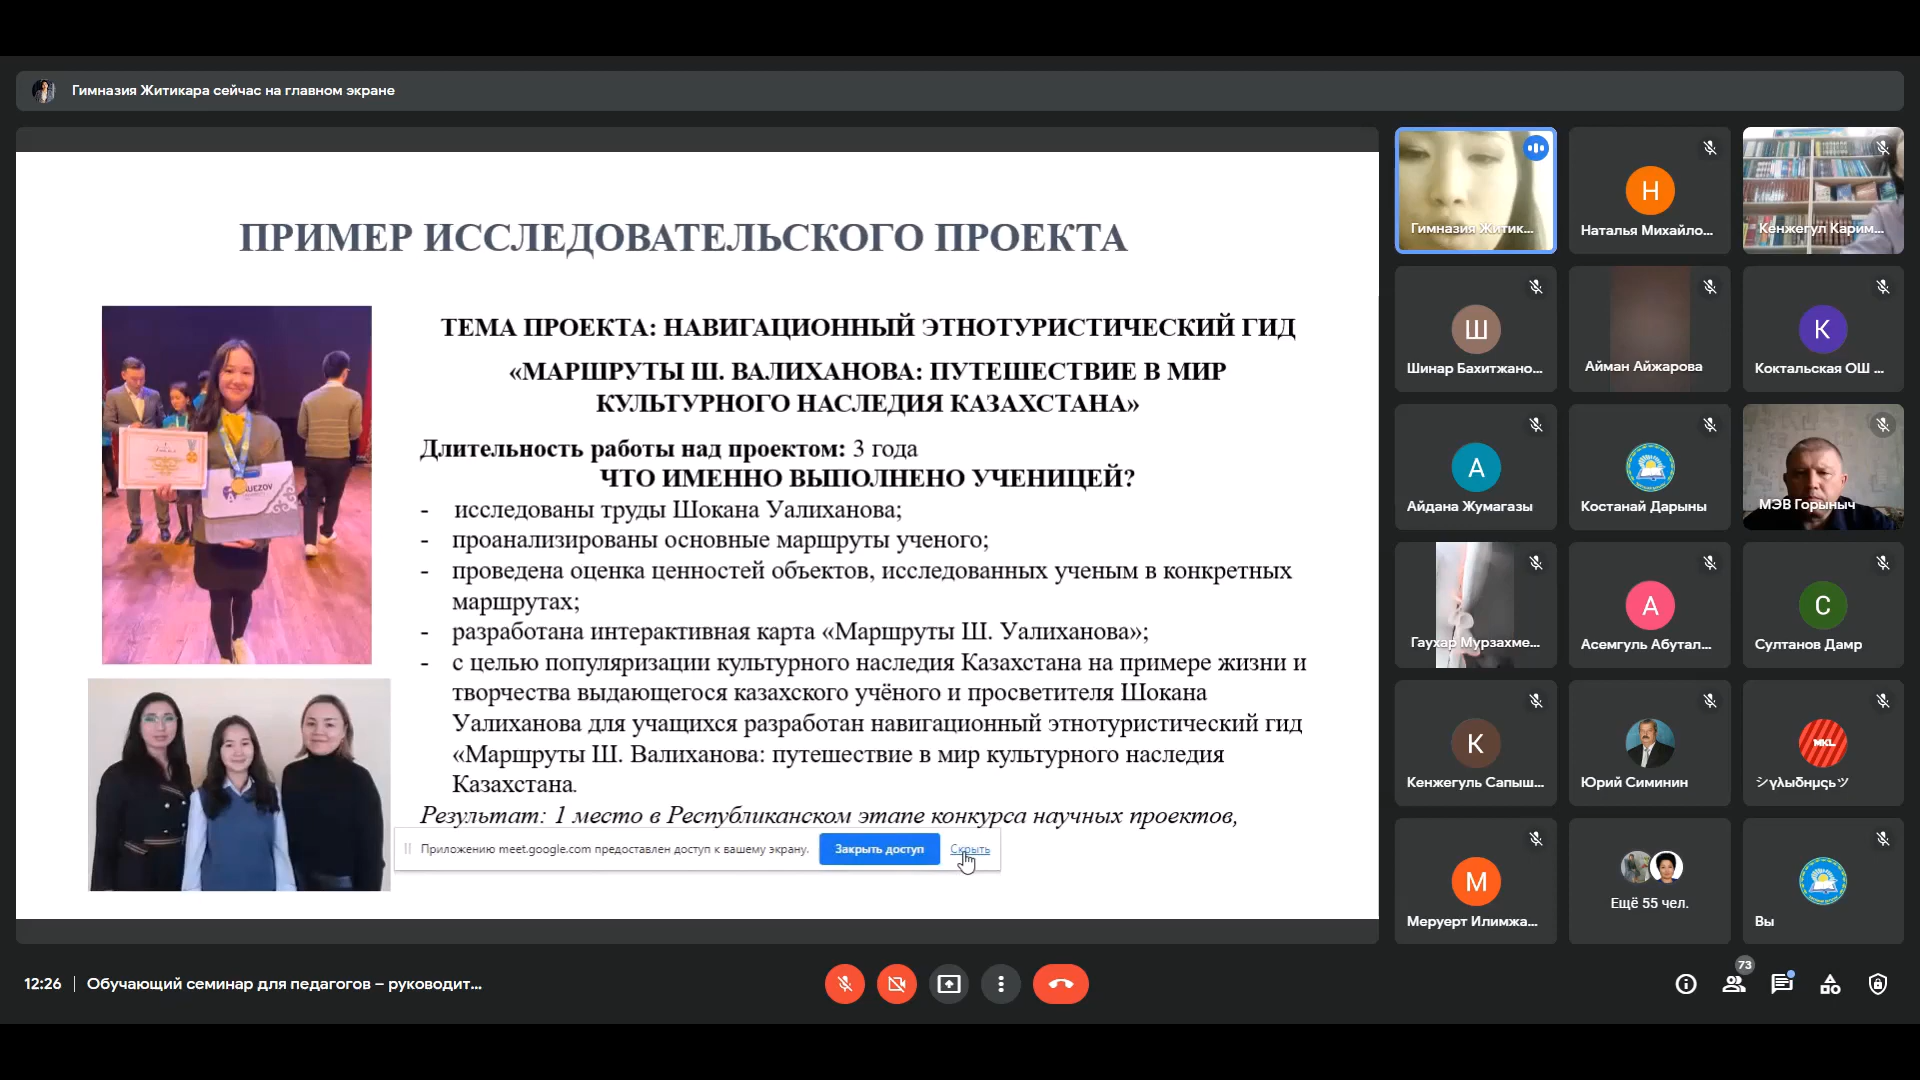 Гимназия Житикара сейчас на главном экране
ПРИМЕР ИССЛЕДОВАТЕЛЬСКОГО ПРОЕКТА
ТЕМА ПРОЕКТА: НАВИГАЦИОННЫЙ ЭТНОТУРИСТИЧЕСКИЙ ГИД
«МАРШРУТЫ Ш. ВАЛИХАНОВА: ПУТЕШЕСТВИЕ В МИР
КУЛЬТУРНОГО НАСЛЕДИЯ КАЗАХСТАНА»
Длительность работы над проектом: 3 года
ЧТО ИМЕННО ВЫПОЛНЕНО УЧЕНИЦЕЙ?
- исследованы труды Шокана Уалиханова;
- проанализированы основные маршруты ученого;
- проведена оценка ценностей объектов, исследованных ученым в конкретных
маршрутах;
- разработана интерактивная карта «Маршруты Ш. Уалиханова»;
- с целью популяризации культурного наследия Казахстана на примере жизни и
творчества выдающегося казахского учёного и просветителя Шокана
Уалиханова для учащихся разработан навигационный этнотуристический гид
«Маршруты Ш. Валиханова: путешествие в мир культурного наследия
Казахстана.
Результат: 1 место в Республиканском этапе конкурса научных проектов,
Приложению meet.google.com предоставлен доступ к вашему экрану.
Закрыть доступ
Скрыть
AUEZOV
Гимназия Житик...
Н
Наталья Михайло...
Кенжегул Карим...
Ш
Шинар Бахитжано...
Айман Айжарова
К
Коктальская ОШ ...
А
Айдана Жумагазы
Костанай Дарыны
МЭВ Горыныч
Гаухар Мурзахме...
А
Асемгуль Абутал...
С
Султанов Дамр
К
Кенжегуль Сапыш...
Юрий Симинин
MKL
М
Меруерт Илимжа...
Ещё 55 чел.
Вы
12:26
Обучающий семинар для педагогов – руководит...
73